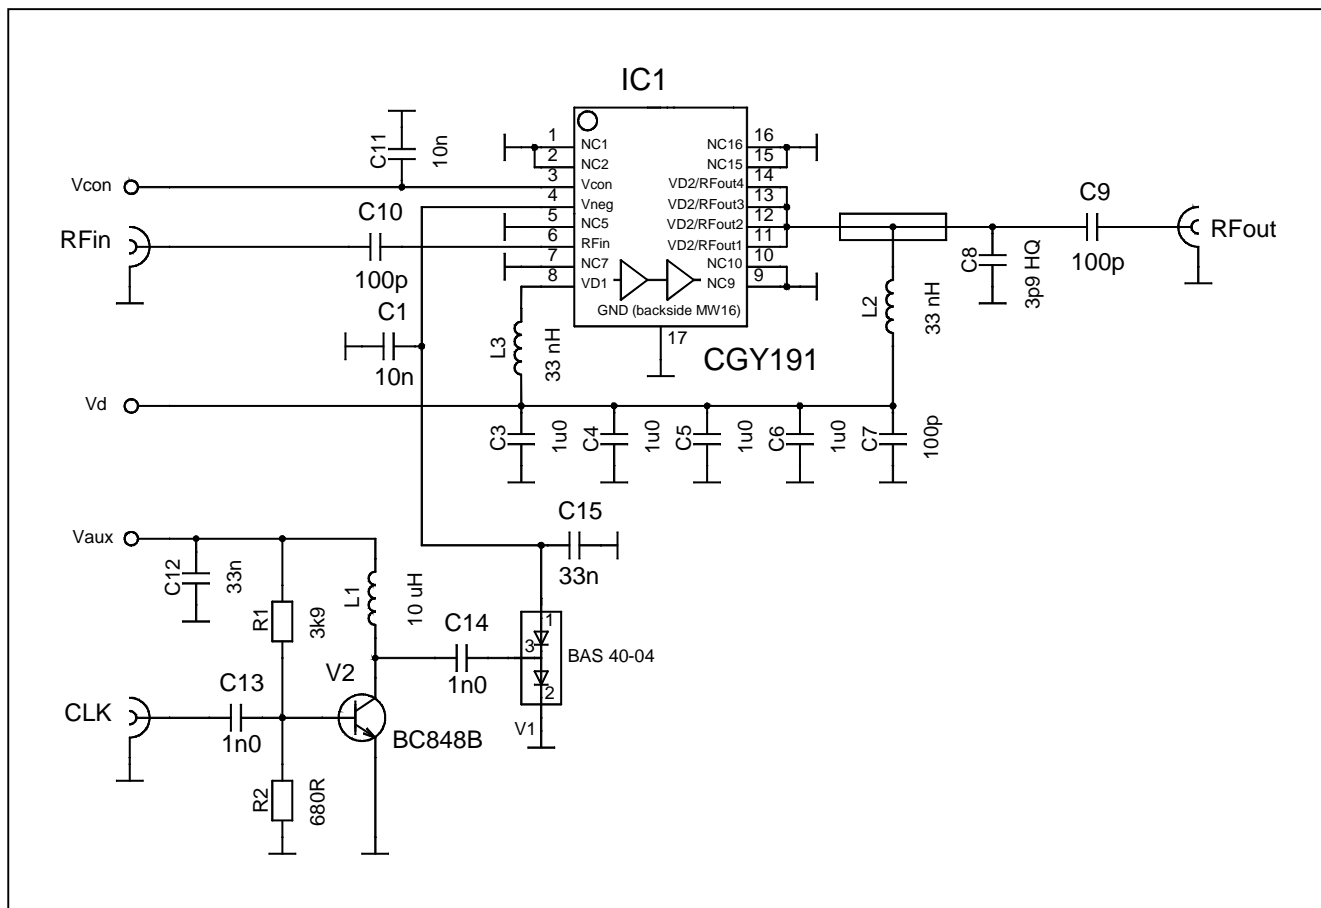 IC1
1
NC1
NC16
16
2
NC2
NC15
15
C11
10n
Vcon
3
Vcon
VD2/RFout4
14
4
Vneg
VD2/RFout3
13
C10
5
NC5
VD2/RFout2
12
C9
RFin
6
RFin
VD2/RFout1
11
RFout
100p
7
NC7
NC10
10
C8
3p9 HQ
100p
8
VD1
NC9
9
GND (backside MW16)
C1
10n
L3
33 nH
17
CGY191
L2
33 nH
Vd
C3
1u0
C4
1u0
C5
1u0
C6
1u0
C7
100p
C15
33n
Vaux
C12
33n
R1
3k9
L1
10 uH
C14
1n0
1
3
2
BAS 40-04
V1
V2
C13
CLK
1n0
BC848B
R2
680R